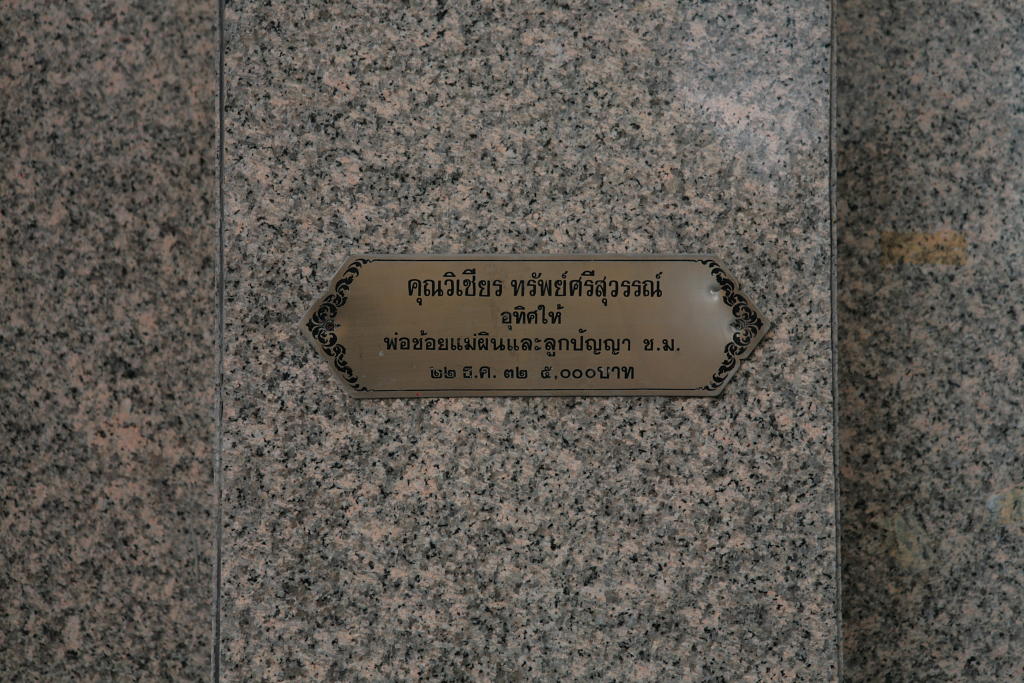 คุณวิเชียร ทรัพย์ศรีสุวรรณ์
อุทิศให้
พ่อช้อยแม่ผินและลูกปัญญา ช.ม.
๒๒ ธ.ค. ๓๒ ๕,๐๐๐บาท